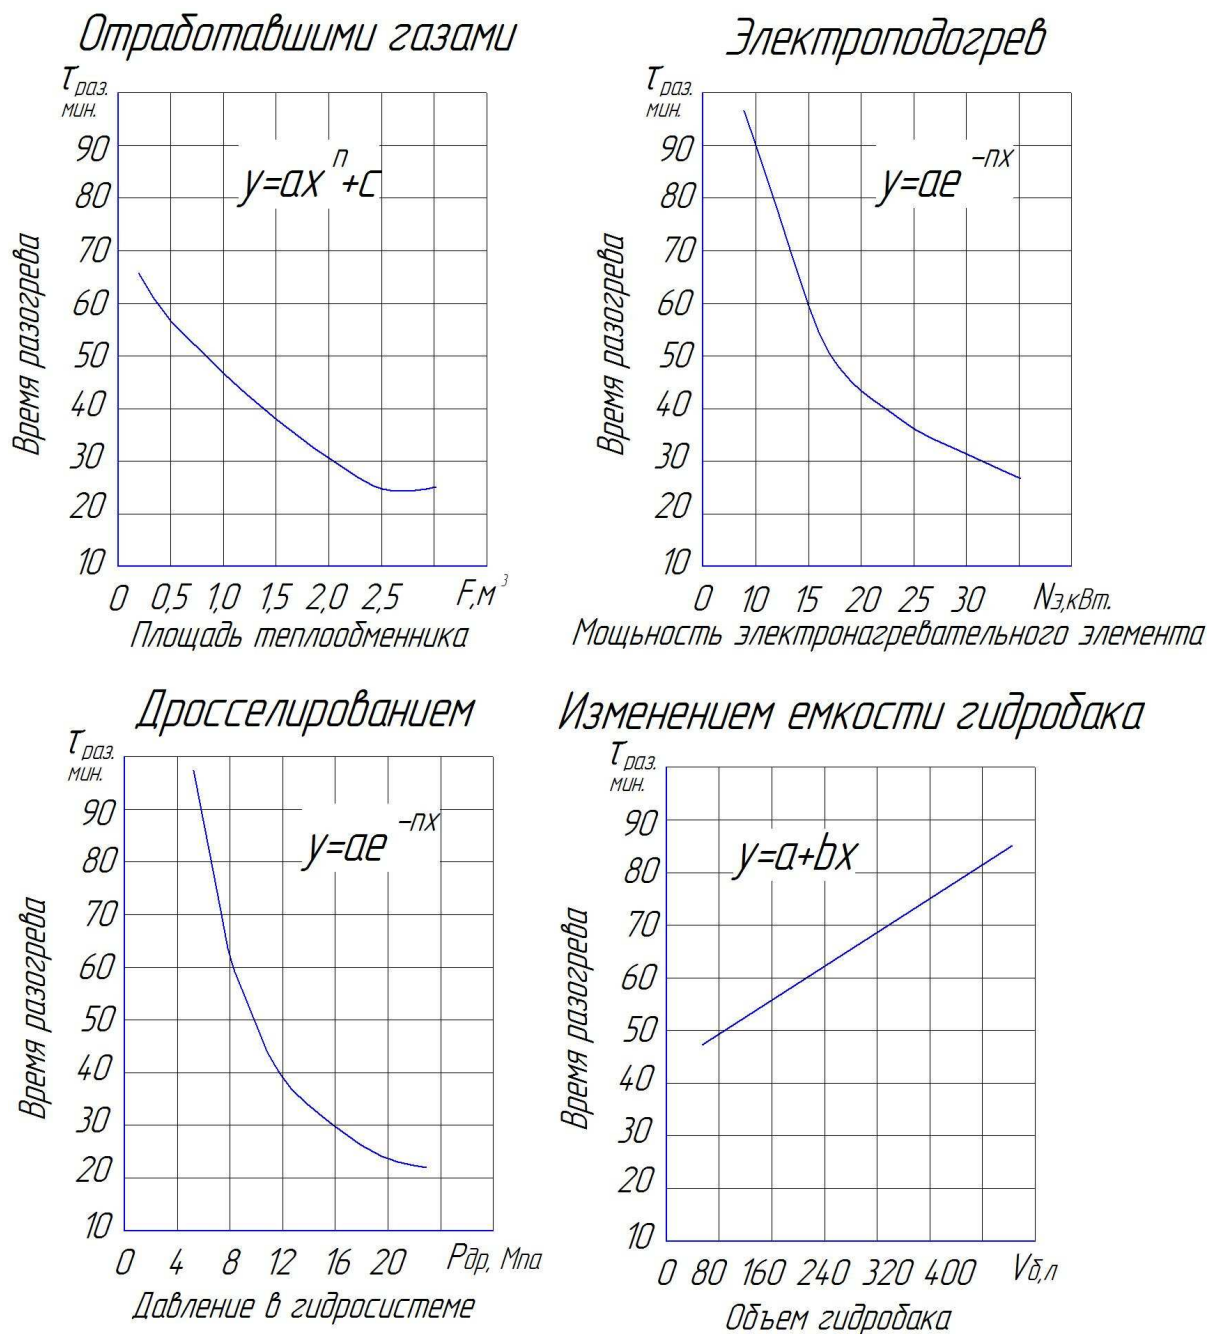 Отработавшими газами
τ раз.
мин.
y=ax^n+c
Время разогрева
90
80
70
60
50
40
30
20
10
0 0,5 1,0 1,5 2,0 2,5 F,м³
Площадь теплообменника
Электроподогрев
τ раз.
мин.
y=ae^-nx
Время разогрева
90
80
70
60
50
40
30
20
10
0 10 15 20 25 30 Nэ,кВт.
Мощьность электронагревательного элемента
Дросселированием
τ раз.
мин.
y=ae^-nx
Время разогрева
90
80
70
60
50
40
30
20
10
0 4 8 12 16 20 Pдр, Мпа
Давление в гидросистеме
Изменением емкости гидробака
τ раз.
мин.
y=a+bx
Время разогрева
90
80
70
60
50
40
30
20
10
0 80 160 240 320 400 Vб,л
Объем гидробака